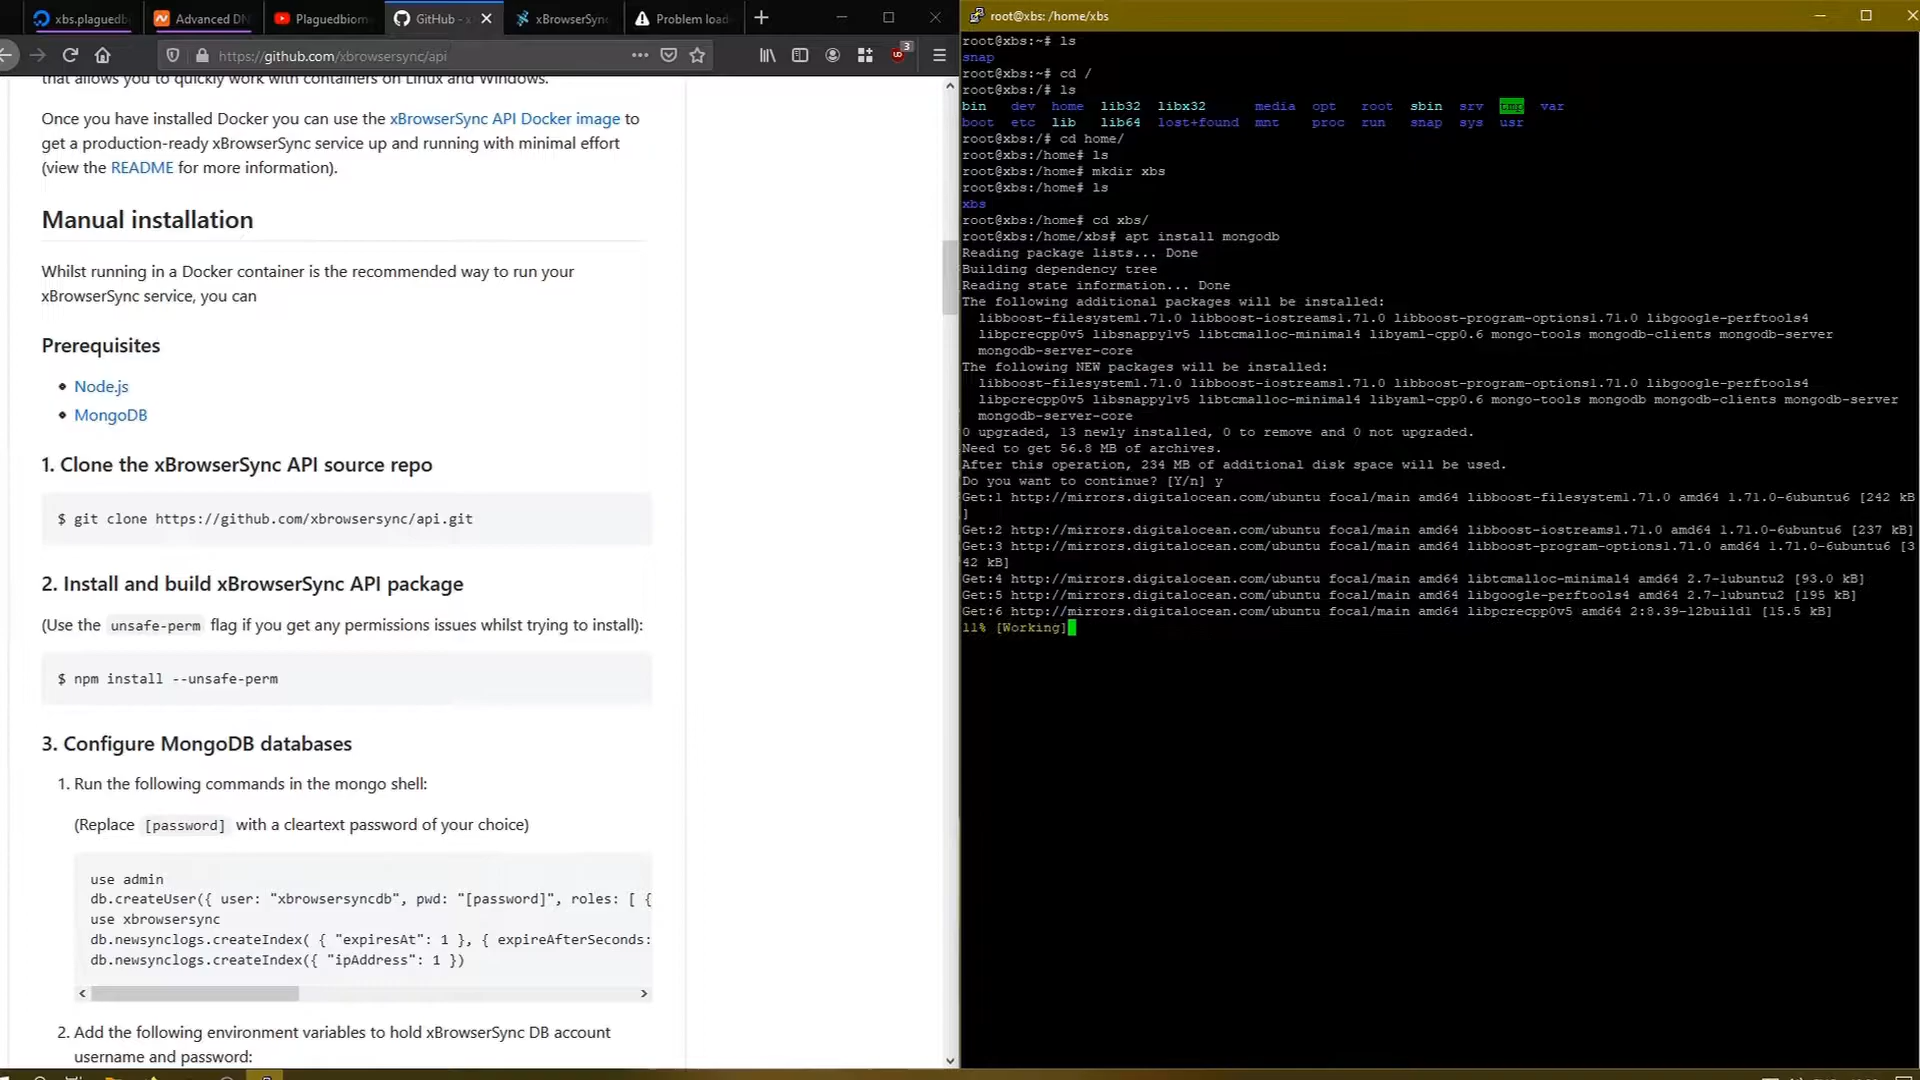 xbs.plaguedb
Advanced DN
Plaguedbiom
GitHub - x
xBrowserSync
Problem load
https://github.com/xbrowsersync/api
3
that allows you to quickly work with containers on Linux and Windows.
Once you have installed Docker you can use the xBrowserSync API Docker image to
get a production-ready xBrowserSync service up and running with minimal effort
(view the README for more information).
Manual installation
Whilst running in a Docker container is the recommended way to run your
xBrowserSync service, you can
Prerequisites
Node.js
MongoDB
1. Clone the xBrowserSync API source repo
$ git clone https://github.com/xbrowsersync/api.git
2. Install and build xBrowserSync API package
(Use the unsafe-perm flag if you get any permissions issues whilst trying to install):
$ npm install --unsafe-perm
3. Configure MongoDB databases
1. Run the following commands in the mongo shell:
(Replace [password] with a cleartext password of your choice)
use admin
db.createUser({ user: "xbrowsersyncdb", pwd: "[password]", roles: [ {
use xbrowsersync
db.newsynclogs.createIndex( { "expiresAt": 1 }, { expireAfterSeconds:
db.newsynclogs.createIndex({ "ipAddress": 1 })
2. Add the following environment variables to hold xBrowserSync DB account
username and password:
root@xbs: /home/xbs
root@xbs:~# ls
snap
root@xbs:~# cd /
root@xbs:/# ls
bin dev home lib32 libx32 media opt root sbin srv tmp var
boot etc lib lib64 lost+found mnt proc run snap sys usr
root@xbs:/# cd home/
root@xbs:/home# ls
root@xbs:/home# mkdir xbs
root@xbs:/home# ls
xbs
root@xbs:/home# cd xbs/
root@xbs:/home/xbs# apt install mongodb
Reading package lists... Done
Building dependency tree
Reading state information... Done
The following additional packages will be installed:
libboost-filesystem1.71.0 libboost-iostreams1.71.0 libboost-program-options1.71.0 libgoogle-perftools4
libpcrecpp0v5 libsnappy1v5 libtcmalloc-minimal4 libyaml-cpp0.6 mongo-tools mongodb-clients mongodb-server
mongodb-server-core
The following NEW packages will be installed:
libboost-filesystem1.71.0 libboost-iostreams1.71.0 libboost-program-options1.71.0 libgoogle-perftools4
libpcrecpp0v5 libsnappy1v5 libtcmalloc-minimal4 libyaml-cpp0.6 mongo-tools mongodb mongodb-clients mongodb-server
mongodb-server-core
0 upgraded, 13 newly installed, 0 to remove and 0 not upgraded.
Need to get 56.8 MB of archives.
After this operation, 234 MB of additional disk space will be used.
Do you want to continue? [Y/n] y
Get:1 http://mirrors.digitalocean.com/ubuntu focal/main amd64 libboost-filesystem1.71.0 amd64 1.71.0-6ubuntu6 [242 kB
]
Get:2 http://mirrors.digitalocean.com/ubuntu focal/main amd64 libboost-iostreams1.71.0 amd64 1.71.0-6ubuntu6 [237 kB]
Get:3 http://mirrors.digitalocean.com/ubuntu focal/main amd64 libboost-program-options1.71.0 amd64 1.71.0-6ubuntu6 [3
42 kB]
Get:4 http://mirrors.digitalocean.com/ubuntu focal/main amd64 libtcmalloc-minimal4 amd64 2.7-1ubuntu2 [93.0 kB]
Get:5 http://mirrors.digitalocean.com/ubuntu focal/main amd64 libgoogle-perftools4 amd64 2.7-1ubuntu2 [195 kB]
Get:6 http://mirrors.digitalocean.com/ubuntu focal/main amd64 libpcrecpp0v5 amd64 2:8.39-12build1 [15.5 kB]
11% [Working]